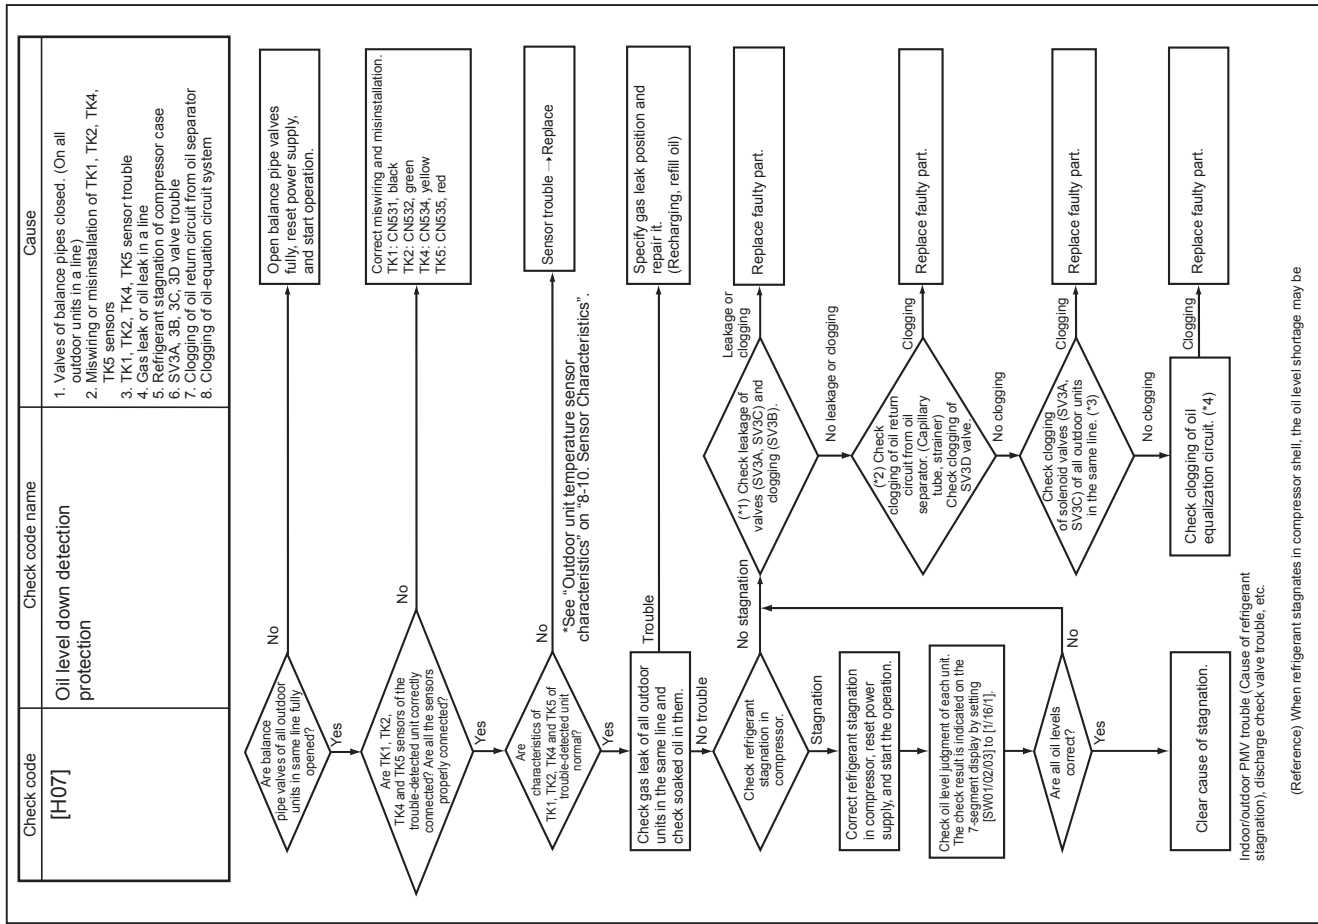 Check code
Check code name
Cause
[H07]
Oil level down detection
protection
1. Valves of balance pipes closed. (On all
outdoor units in a line)
2. Miswiring or misinstallation of TK1, TK2, TK4,
TK5 sensors
3. TK1, TK2, TK4, TK5 sensor trouble
4. Gas leak or oil leak in a line
5. Refrigerant stagnation of compressor case
6. SV3A, 3B, 3C, 3D valve trouble
7. Clogging of oil return circuit from oil separator
8. Clogging of oil-equation circuit system
Are balance
pipe valves of all outdoor
units in same line fully
opened?
No
Open balance pipe valves
fully, reset power supply,
and start operation.
Yes
Are TK1, TK2,
TK4 and TK5 sensors of the
trouble-detected unit correctly
connected? Are all the sensors
properly connected?
No
Correct miswiring and misinstallation.
TK1: CN531, black
TK2: CN532, green
TK4: CN534, yellow
TK5: CN535, red
Yes
Are
characteristics of
TK1, TK2, TK4 and TK5 of
trouble-detected unit
normal?
No
Sensor trouble → Replace
*See “Outdoor unit temperature sensor
characteristics” on “8-10. Sensor Characteristics”.
Yes
Check gas leak of all outdoor
units in the same line and
check soaked oil in them.
Trouble
Specify gas leak position and
repair it.
(Recharging, refill oil)
No trouble
Check refrigerant
stagnation in
compressor.
No stagnation
(*1) Check leakage of
valves (SV3A, SV3C) and
clogging (SV3B).
Leakage or
clogging
Replace faulty part.
Stagnation
No leakage or clogging
Correct refrigerant stagnation
in compressor, reset power
supply, and start the operation.
(*2) Check
clogging of oil return
circuit from oil
separator. (Capillary
tube, strainer)
Check clogging of
SV3D valve.
Clogging
Replace faulty part.
Check oil level judgment of each unit.
The check result is indicated on the
7-segment display by setting
[SW01/02/03] to [1/16/1].
No clogging
Are all oil levels
correct?
No
Check clogging
of solenoid valves (SV3A,
SV3C) of all outdoor units
in the same line. (*3)
Clogging
Replace faulty part.
Yes
No clogging
Clear cause of stagnation.
Check clogging of oil
equalization circuit. (*4)
Clogging
Replace faulty part.
Indoor/outdoor PMV trouble (Cause of refrigerant
stagnation), discharge check valve trouble, etc.
(Reference) When refrigerant stagnates in compressor shell, the oil level shortage may be